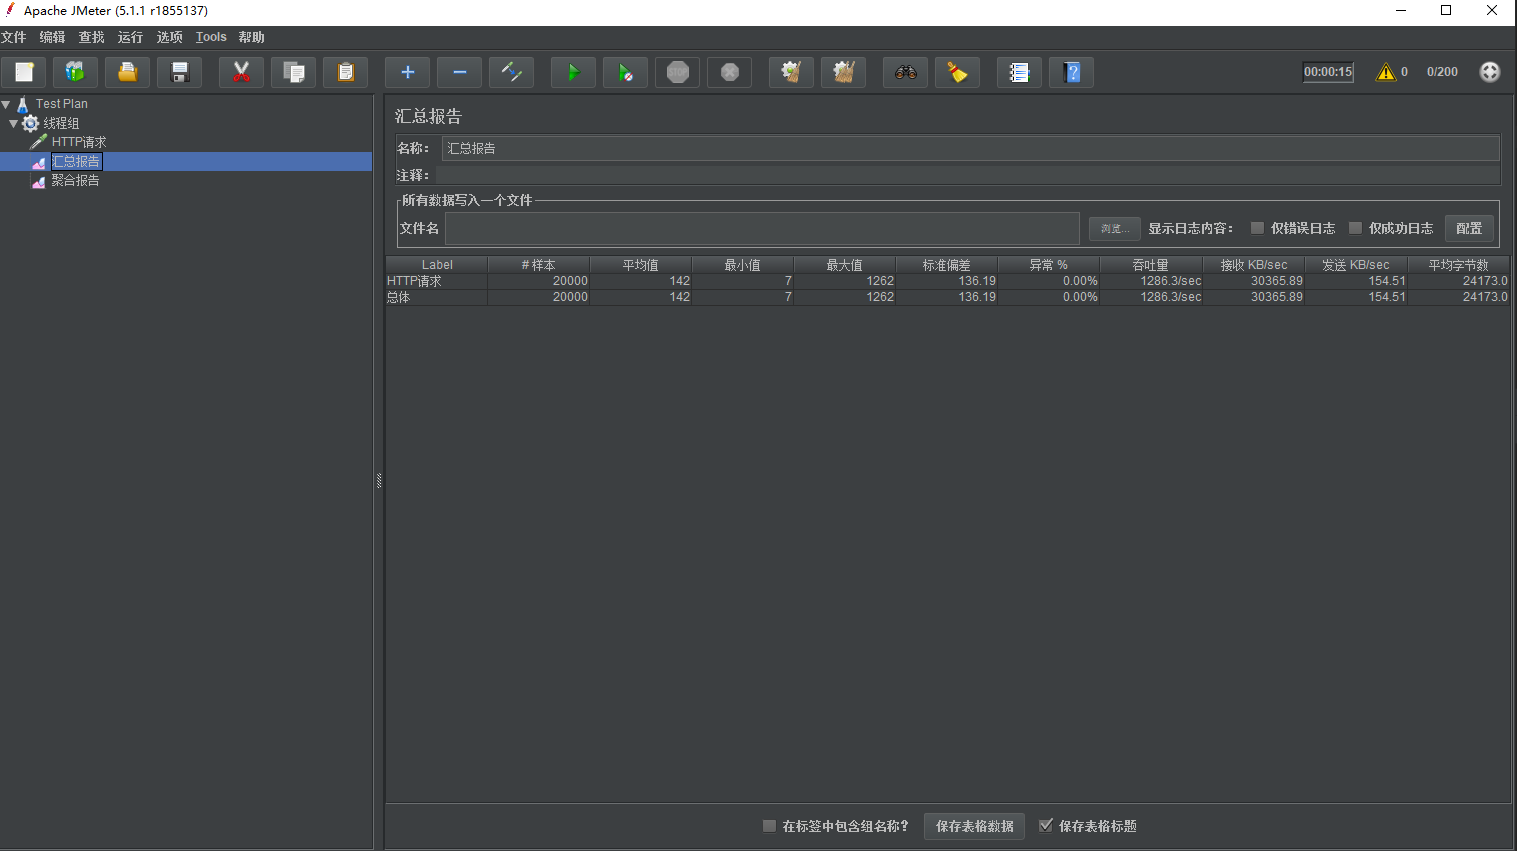 Apache JMeter (5.1.1 r1855137)
文件 编辑 查找 运行 选项 Tools 帮助
STOP
00:00:15 0 0/200
Test Plan
线程组
HTTP请求
汇总报告
聚合报告
汇总报告
名称: 汇总报告
注释:
所有数据写入一个文件
文件名 浏览... 显示日志内容: 仅错误日志 仅成功日志 配置
Label # 样本 平均值 最小值 最大值 标准偏差 异常 % 吞吐量 接收 KB/sec 发送 KB/sec 平均字节数
HTTP请求 20000 142 7 1262 136.19 0.00% 1286.3/sec 30365.89 154.51 24173.0
总体 20000 142 7 1262 136.19 0.00% 1286.3/sec 30365.89 154.51 24173.0
在标签中包含组名称? 保存表格数据 保存表格标题